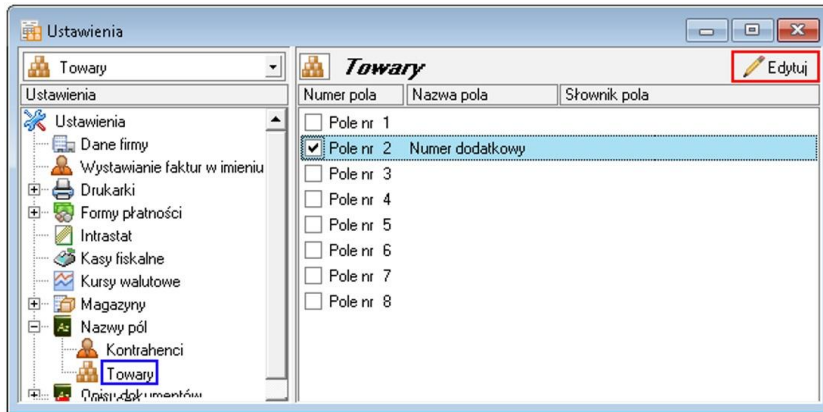 Ustawienia
Towary
Towary
Edytuj
Ustawienia
Numer pola
Nazwa pola
Słownik pola
Ustawienia
Dane firmy
Wystawianie faktur w imieniu
Drukarki
Formy płatności
Intrastat
Kasy fiskalne
Kursy walutowe
Magazyny
Nazwy pól
Kontrahenci
Towary
Opisy dokumentów
Pole nr 1
Pole nr 2 Numer dodatkowy
Pole nr 3
Pole nr 4
Pole nr 5
Pole nr 6
Pole nr 7
Pole nr 8